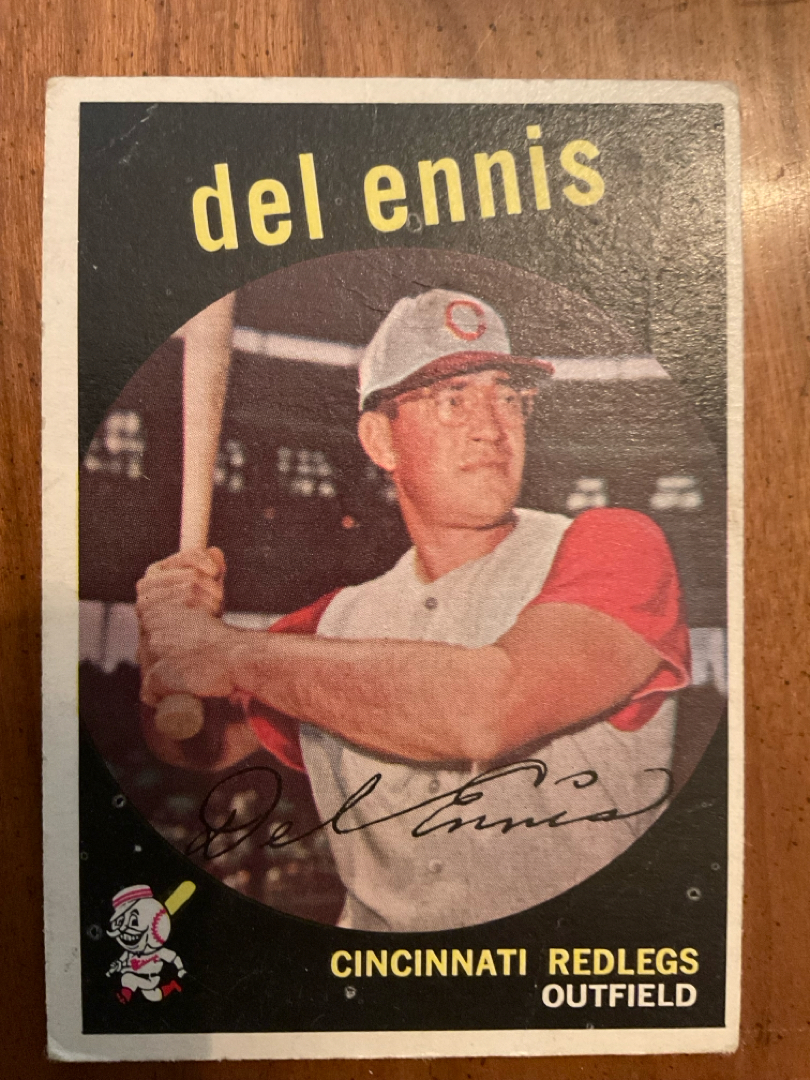 del ennis
C
Del Ennis
CINCINNATI REDLEGS
OUTFIELD